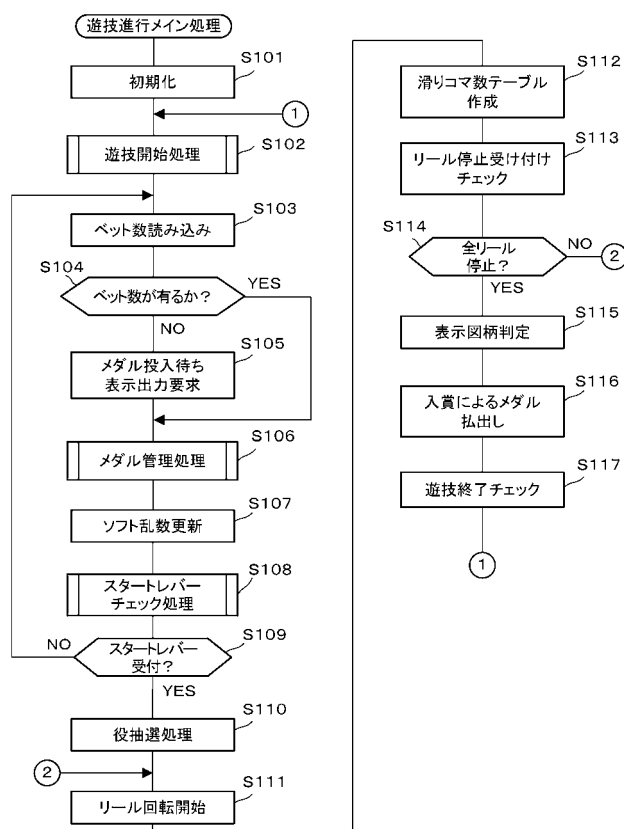 遊技進行メイン処理
S101
初期化
1
S102
遊技開始処理
S103
ベット数読み込み
S104
ベット数が有るか?
YES
NO
S105
メダル投入待ち
表示出力要求
S106
メダル管理処理
S107
ソフト乱数更新
S108
スタートレバー
チェック処理
S109
NO
スタートレバー
受付?
YES
S110
役抽選処理
2
S111
リール回転開始
S112
滑りコマ数テーブル
作成
S113
リール停止受け付け
チェック
S114
全リール
停止?
NO
2
YES
S115
表示図柄判定
S116
入賞によるメダル
払出し
S117
遊技終了チェック
1